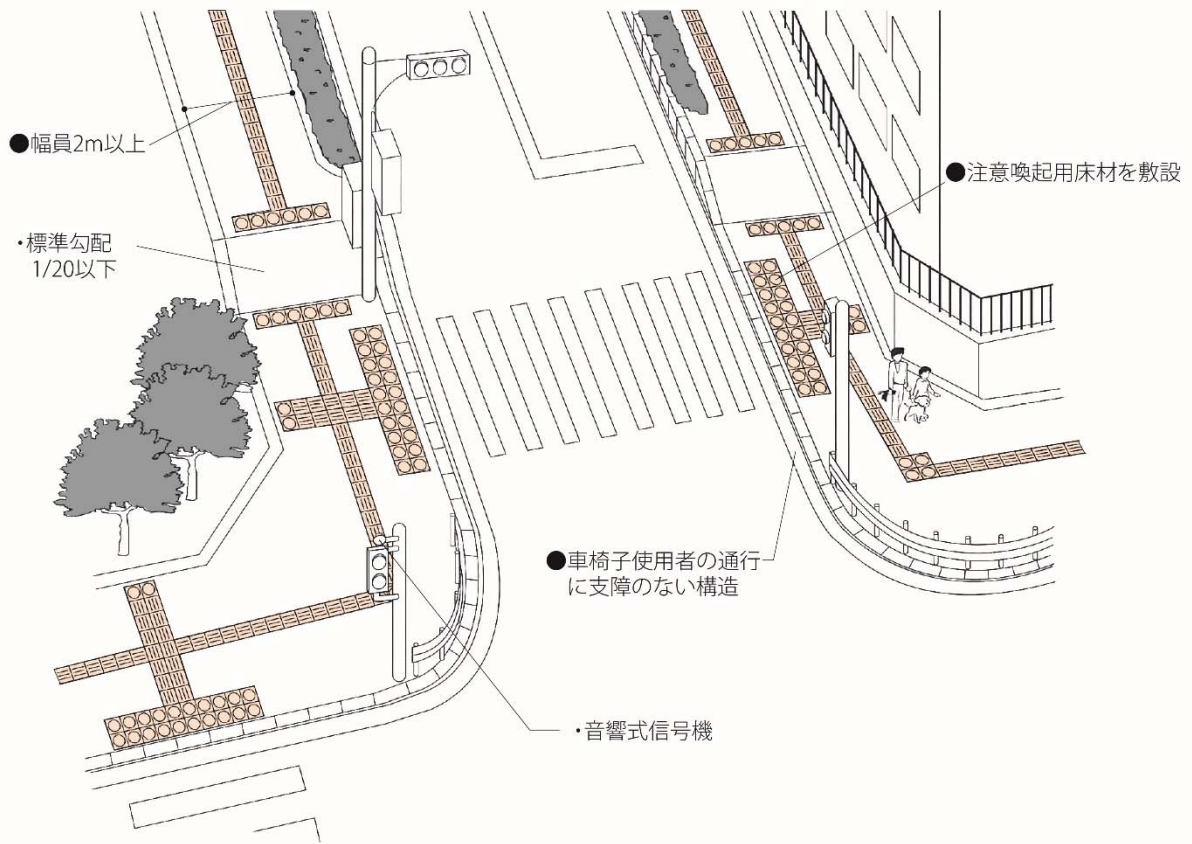 ●幅員2m以上
●注意喚起用床材を敷設
・標準勾配
1/20以下
●車椅子使用者の通行
に支障のない構造
・音響式信号機